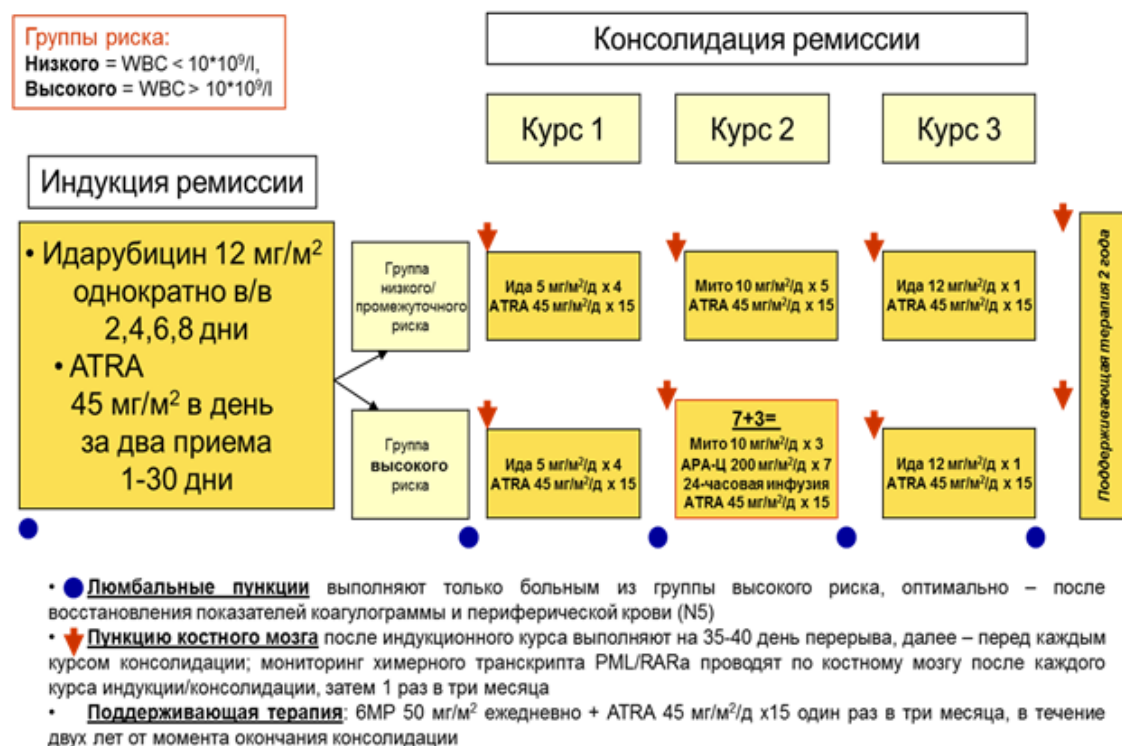 Группы риска:
Низкого = WBC < 10*10⁹/l,
Высокого = WBC > 10*10⁹/l
Консолидация ремиссии
Курс 1
Курс 2
Курс 3
Индукция ремиссии
• Идарубицин 12 мг/м²
однократно в/в
2,4,6,8 дни
• ATRA
45 мг/м² в день
за два приема
1-30 дни
Группа
низкого/
промежуточного
риска
Ида 5 мг/м²/д х 4
ATRA 45 мг/м²/д х 15
Мито 10 мг/м²/д х 5
ATRA 45 мг/м²/д х 15
Ида 12 мг/м²/д х 1
ATRA 45 мг/м²/д х 15
Группа
высокого
риска
Ида 5 мг/м²/д х 4
ATRA 45 мг/м²/д х 15
7+3=
Мито 10 мг/м²/д х 3
АРА-Ц 200 мг/м²/д х 7
24-часовая инфузия
ATRA 45 мг/м²/д х 15
Ида 12 мг/м²/д х 1
ATRA 45 мг/м²/д х 15
Поддерживающая терапия 2 года
• Люмбальные пункции выполняют только больным из группы высокого риска, оптимально – после
восстановления показателей коагулограммы и периферической крови (N5)
• Пункцию костного мозга после индукционного курса выполняют на 35-40 день перерыва, далее – перед каждым
курсом консолидации; мониторинг химерного транскрипта PML/RARa проводят по костному мозгу после каждого
курса индукции/консолидации, затем 1 раз в три месяца
• Поддерживающая терапия: 6MP 50 мг/м² ежедневно + ATRA 45 мг/м²/д х15 один раз в три месяца, в течение
двух лет от момента окончания консолидации